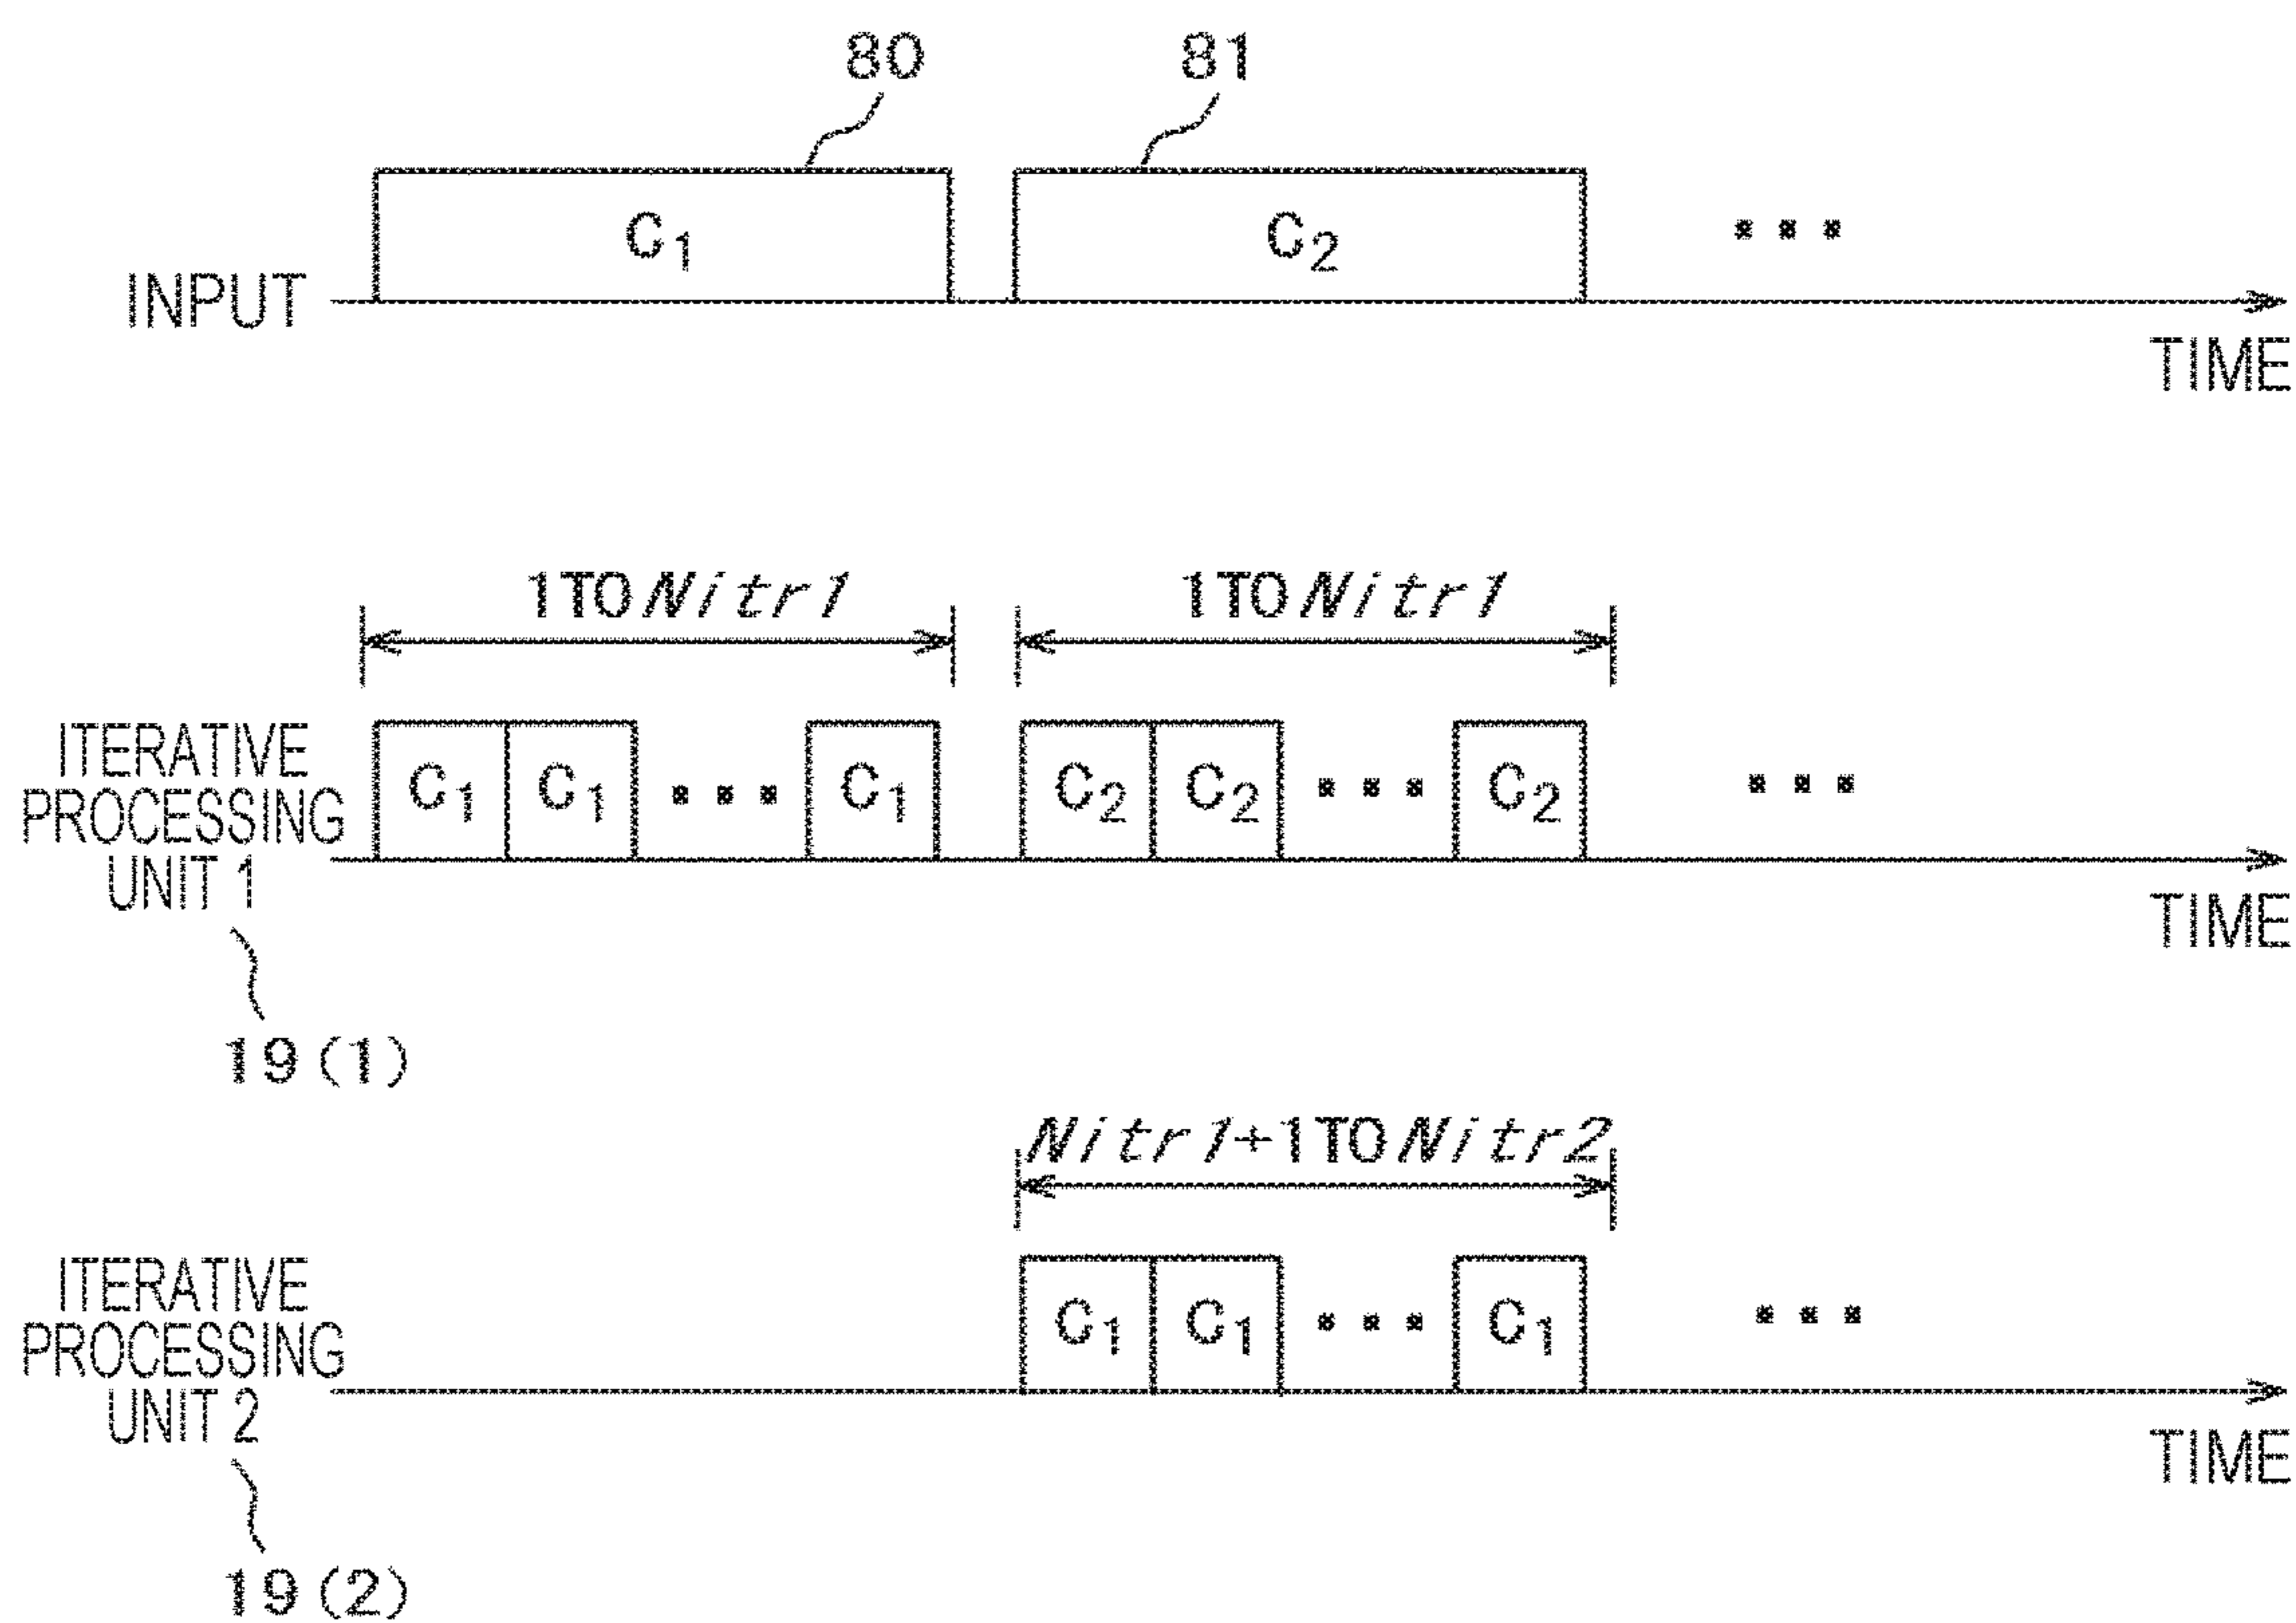 80 81
C1 C2 ...
INPUT
TIME
1TO Nitr1 1TO Nitr1
ITERATIVE
PROCESSING
UNIT 1
C1 C1 ... C1 C2 C2 ... C2 ...
TIME
19(1)
Nitr1+1TO Nitr2
ITERATIVE
PROCESSING
UNIT 2
C1 C1 ... C1 ...
TIME
19(2)